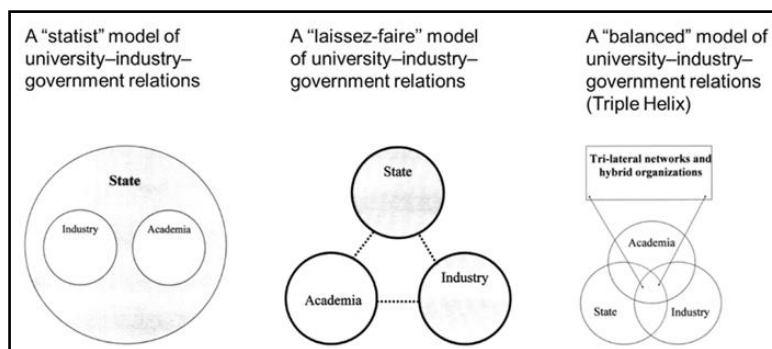 A “statist” model of
university–industry–
government relations
State
Industry
Academia
A “laissez-faire” model
of university–industry–
government relations
State
Academia
Industry
A “balanced” model of
university–industry–
government relations
(Triple Helix)
Tri-lateral networks and
hybrid organizations
Academia
State
Industry